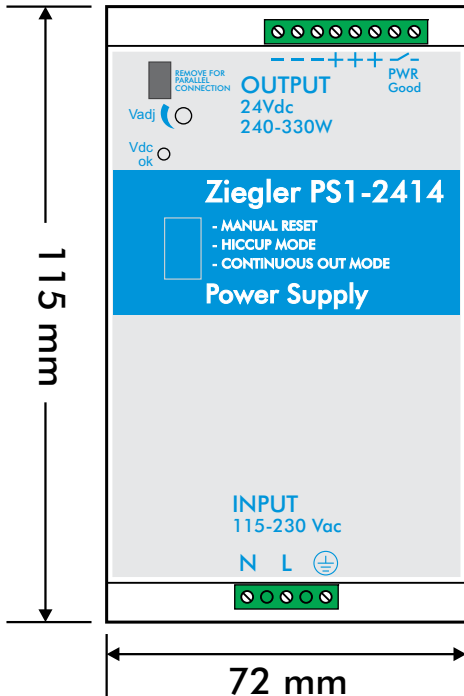 - - - + + +
PWR
Good
REMOVE FOR
PARALLEL
CONNECTION
OUTPUT
24Vdc
240-330W
Vadj
Vdc
ok
Ziegler PS1-2414
- MANUAL RESET
- HICCUP MODE
- CONTINUOUS OUT MODE
Power Supply
115 mm
INPUT
115-230 Vac
N L
72 mm